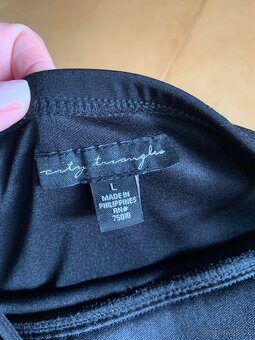 city triangles
L
MADE IN
PHILIPPINES
RN#
75010